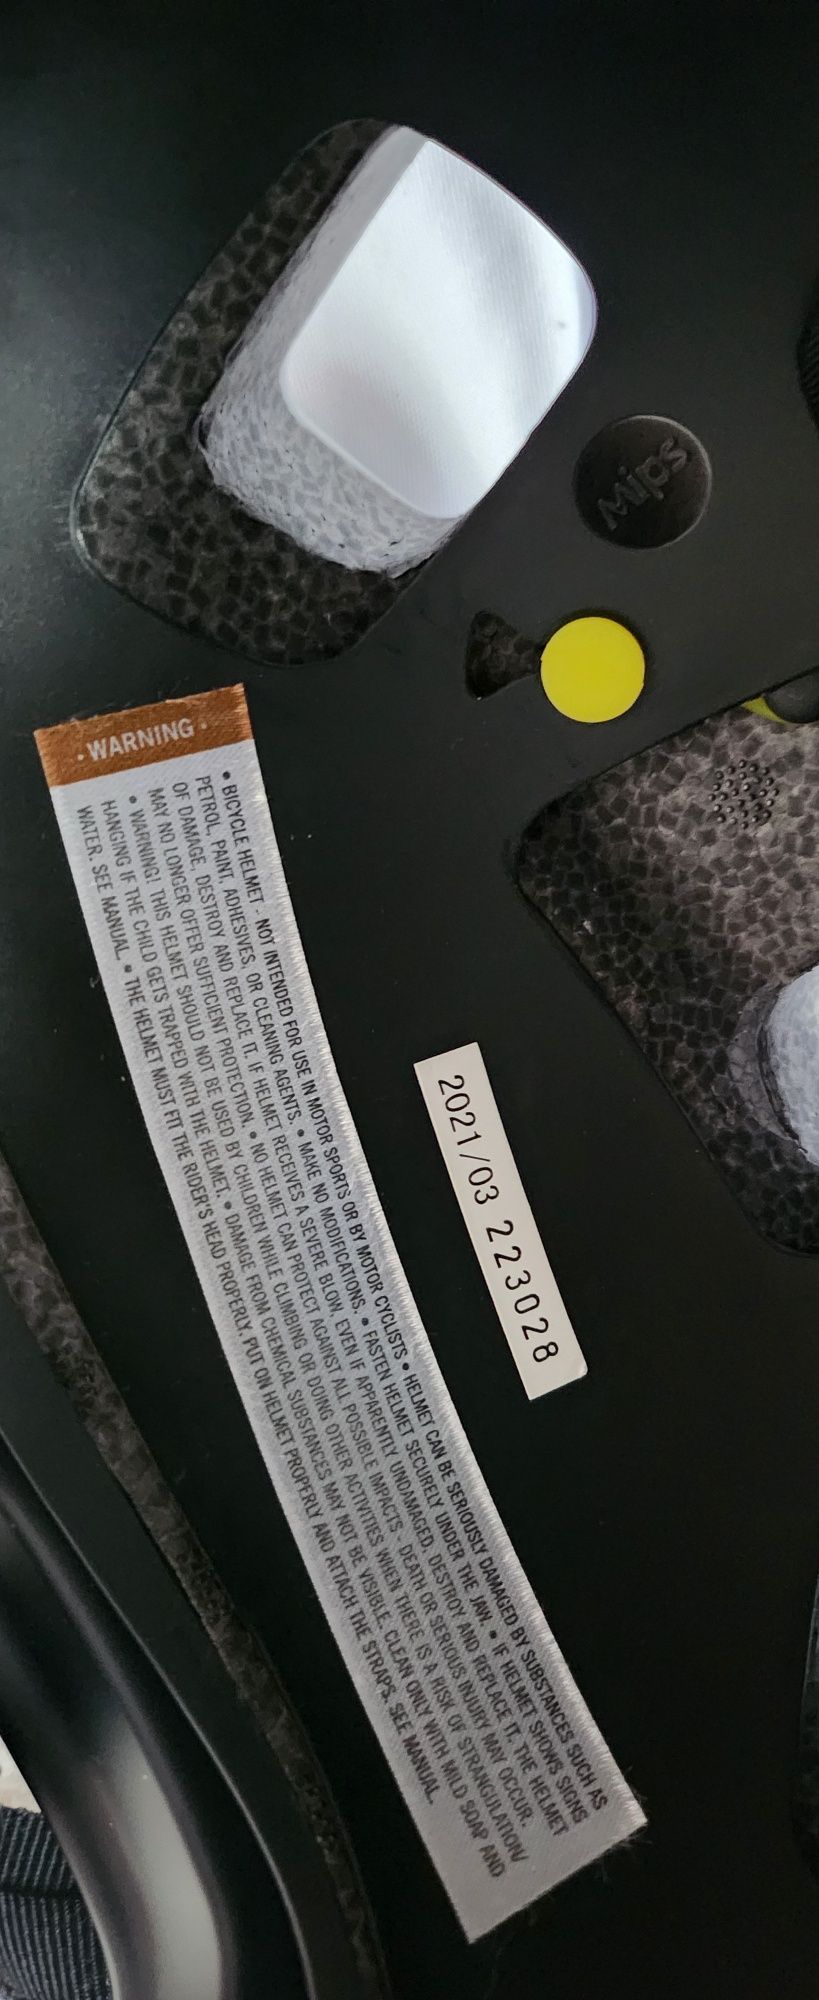 Mips
· WARNING ·
• BICYCLE HELMET - NOT INTENDED FOR USE IN MOTOR SPORTS OR BY MOTOR CYCLISTS • HELMET CAN BE SERIOUSLY DAMAGED BY SUBSTANCES SUCH AS
PETROL, PAINT, ADHESIVES, OR CLEANING AGENTS. • MAKE NO MODIFICATIONS. • FASTEN HELMET SECURELY UNDER THE JAW. • IF HELMET SHOWS SIGNS
OF DAMAGE, DESTROY AND REPLACE IT. IF HELMET RECEIVES A SEVERE BLOW, EVEN IF APPARENTLY UNDAMAGED, DESTROY AND REPLACE IT. THE HELMET
MAY NO LONGER OFFER SUFFICIENT PROTECTION. • NO HELMET CAN PROTECT AGAINST ALL POSSIBLE IMPACTS - DEATH OR SERIOUS INJURY MAY OCCUR.
• WARNING! THIS HELMET SHOULD NOT BE USED BY CHILDREN WHILE CLIMBING OR DOING OTHER ACTIVITIES WHEN THERE IS A RISK OF STRANGULATION/
HANGING IF THE CHILD GETS TRAPPED WITH THE HELMET. • DAMAGE FROM CHEMICAL SUBSTANCES MAY NOT BE VISIBLE. CLEAN ONLY WITH MILD SOAP AND
WATER. SEE MANUAL. • THE HELMET MUST FIT THE RIDER'S HEAD PROPERLY. PUT ON HELMET PROPERLY AND ATTACH THE STRAPS. SEE MANUAL.
2021/03 223028